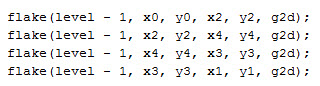 flake(level - 1, x0, y0, x2, y2, g2d);
flake(level - 1, x2, y2, x4, y4, g2d);
flake(level - 1, x4, y4, x3, y3, g2d);
flake(level - 1, x3, y3, x1, y1, g2d);